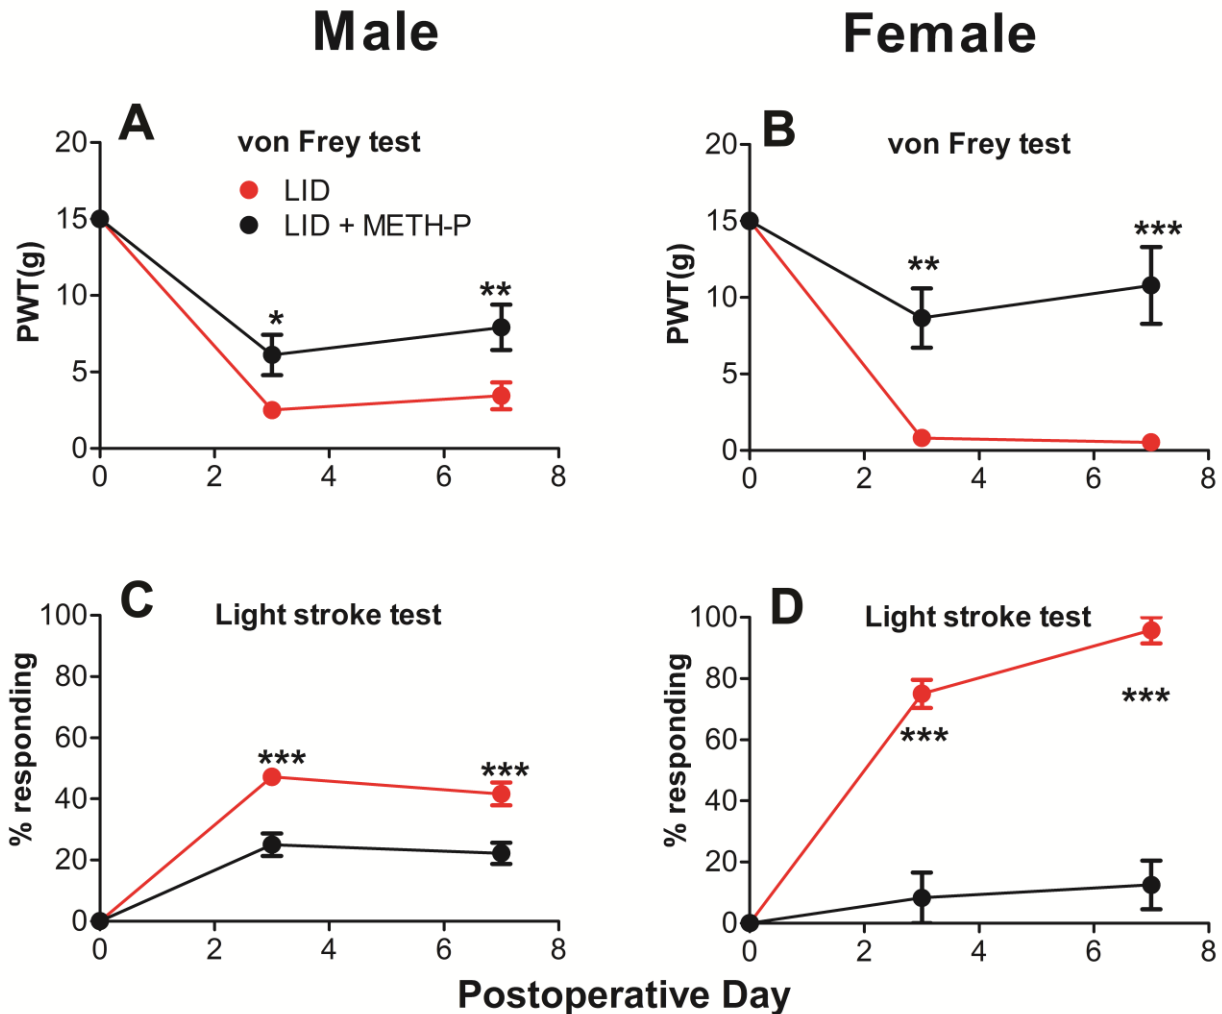 Male
Female
A
von Frey test
LID
LID + METH-P
PWT(g)
20
15
10
5
0
*
**
0 2 4 6 8
B
von Frey test
PWT(g)
20
15
10
5
0
**
***
0 2 4 6 8
C
Light stroke test
% responding
100
80
60
40
20
0
***
***
0 2 4 6 8
D
Light stroke test
% responding
100
80
60
40
20
0
***
***
0 2 4 6 8
Postoperative Day